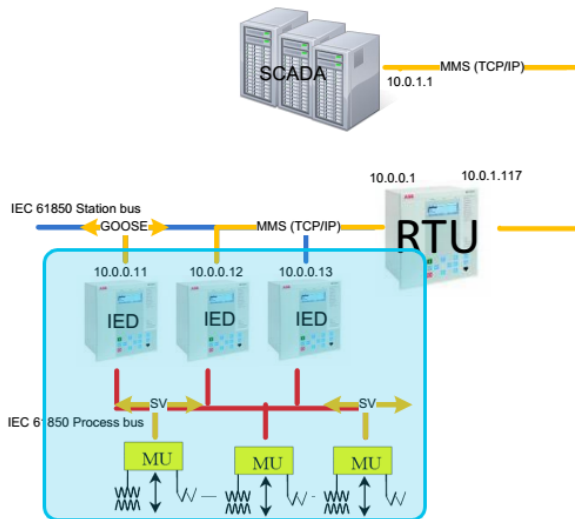 SCADA
MMS (TCP/IP)
10.0.1.1
10.0.0.1
10.0.1.117
IEC 61850 Station bus
GOOSE
MMS (TCP/IP)
RTU
10.0.0.11
10.0.0.12
10.0.0.13
IED
IED
IED
SV
SV
IEC 61850 Process bus
MU
MU
MU